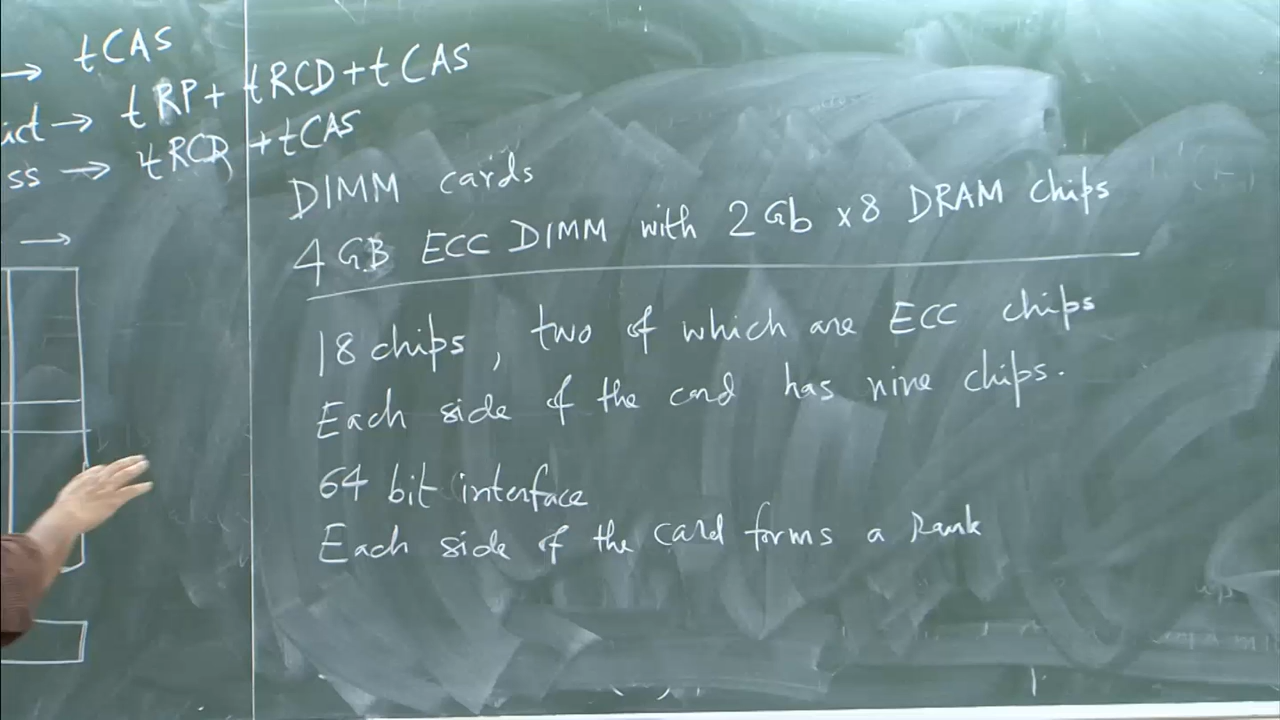 → tCAS
ict → tRP + tRCD + tCAS
ss → tRCD + tCAS
→
DIMM cards
4 GB ECC DIMM with 2 Gb x8 DRAM chips
18 chips, two of which are ECC chips
Each side of the card has nine chips.
64 bit interface
Each side of the card forms a Rank